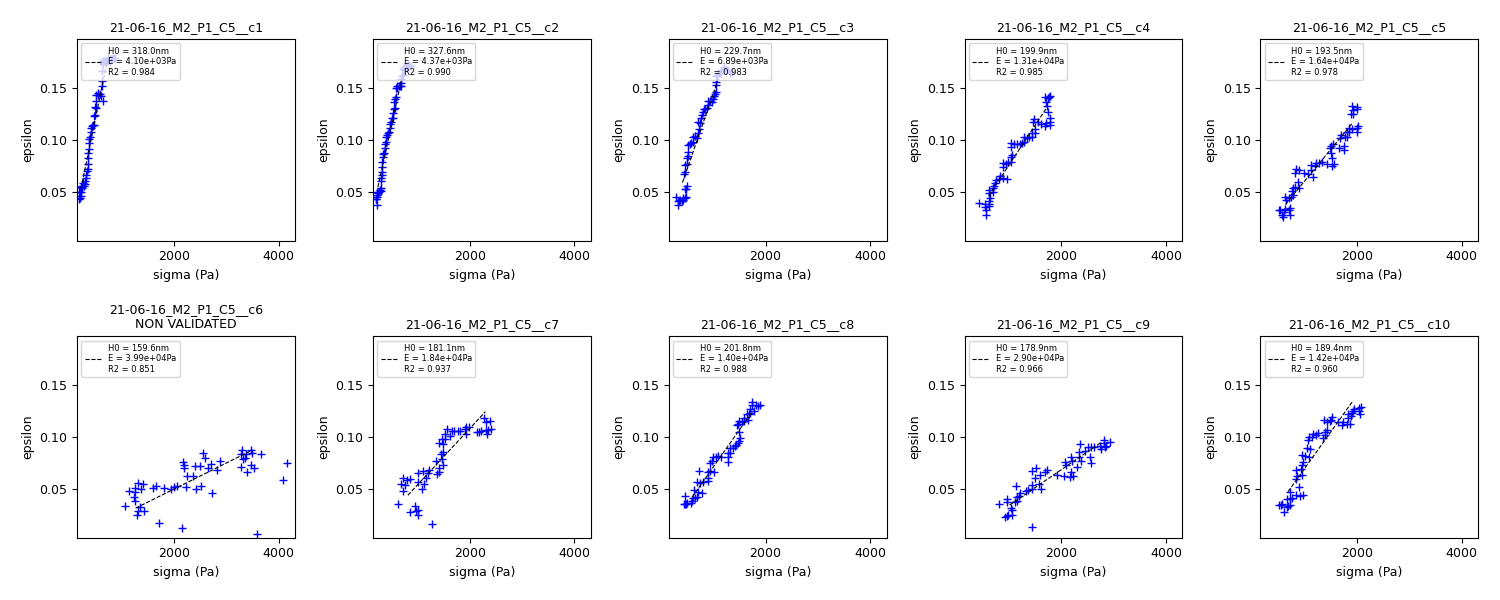 21-06-16_M2_P1_C5__c1
H0 = 318.0nm
E = 4.10e+03Pa
R2 = 0.984
epsilon
0.15
0.10
0.05
2000 4000
sigma (Pa)
21-06-16_M2_P1_C5__c2
H0 = 327.6nm
E = 4.37e+03Pa
R2 = 0.990
epsilon
0.15
0.10
0.05
2000 4000
sigma (Pa)
21-06-16_M2_P1_C5__c3
H0 = 229.7nm
E = 6.89e+03Pa
R2 = 0.983
epsilon
0.15
0.10
0.05
2000 4000
sigma (Pa)
21-06-16_M2_P1_C5__c4
H0 = 199.9nm
E = 1.31e+04Pa
R2 = 0.985
epsilon
0.15
0.10
0.05
2000 4000
sigma (Pa)
21-06-16_M2_P1_C5__c5
H0 = 193.5nm
E = 1.64e+04Pa
R2 = 0.978
epsilon
0.15
0.10
0.05
2000 4000
sigma (Pa)
21-06-16_M2_P1_C5__c6
NON VALIDATED
H0 = 159.6nm
E = 3.99e+04Pa
R2 = 0.851
epsilon
0.15
0.10
0.05
2000 4000
sigma (Pa)
21-06-16_M2_P1_C5__c7
H0 = 181.1nm
E = 1.84e+04Pa
R2 = 0.937
epsilon
0.15
0.10
0.05
2000 4000
sigma (Pa)
21-06-16_M2_P1_C5__c8
H0 = 201.8nm
E = 1.40e+04Pa
R2 = 0.988
epsilon
0.15
0.10
0.05
2000 4000
sigma (Pa)
21-06-16_M2_P1_C5__c9
H0 = 178.9nm
E = 2.90e+04Pa
R2 = 0.966
epsilon
0.15
0.10
0.05
2000 4000
sigma (Pa)
21-06-16_M2_P1_C5__c10
H0 = 189.4nm
E = 1.42e+04Pa
R2 = 0.960
epsilon
0.15
0.10
0.05
2000 4000
sigma (Pa)